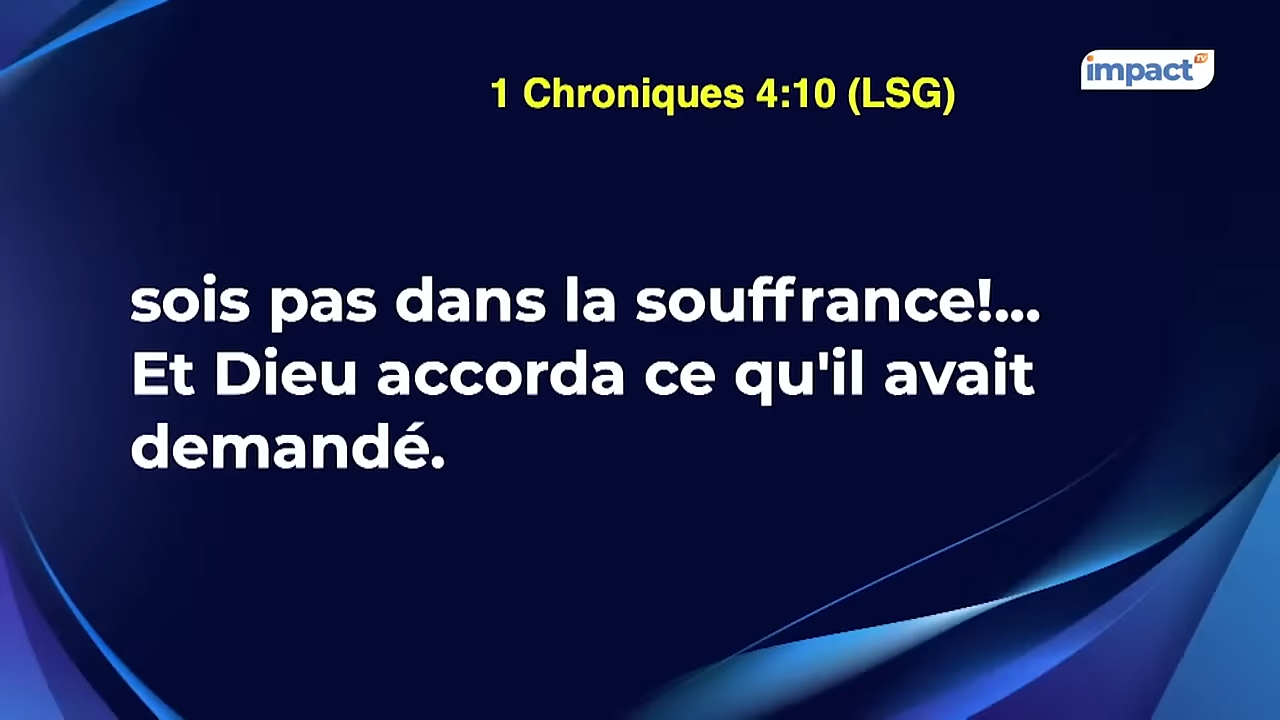 1 Chroniques 4:10 (LSG)
impact TV
sois pas dans la souffrance!...
Et Dieu accorda ce qu'il avait
demandé.